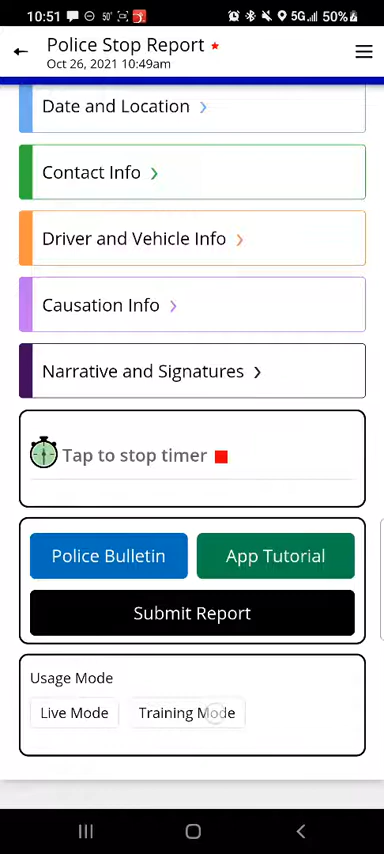 10:51 50° 5G 50%
Police Stop Report *
Oct 26, 2021 10:49am
Date and Location
Contact Info
Driver and Vehicle Info
Causation Info
Narrative and Signatures
Tap to stop timer
Police Bulletin App Tutorial
Submit Report
Usage Mode
Live Mode Training Mode